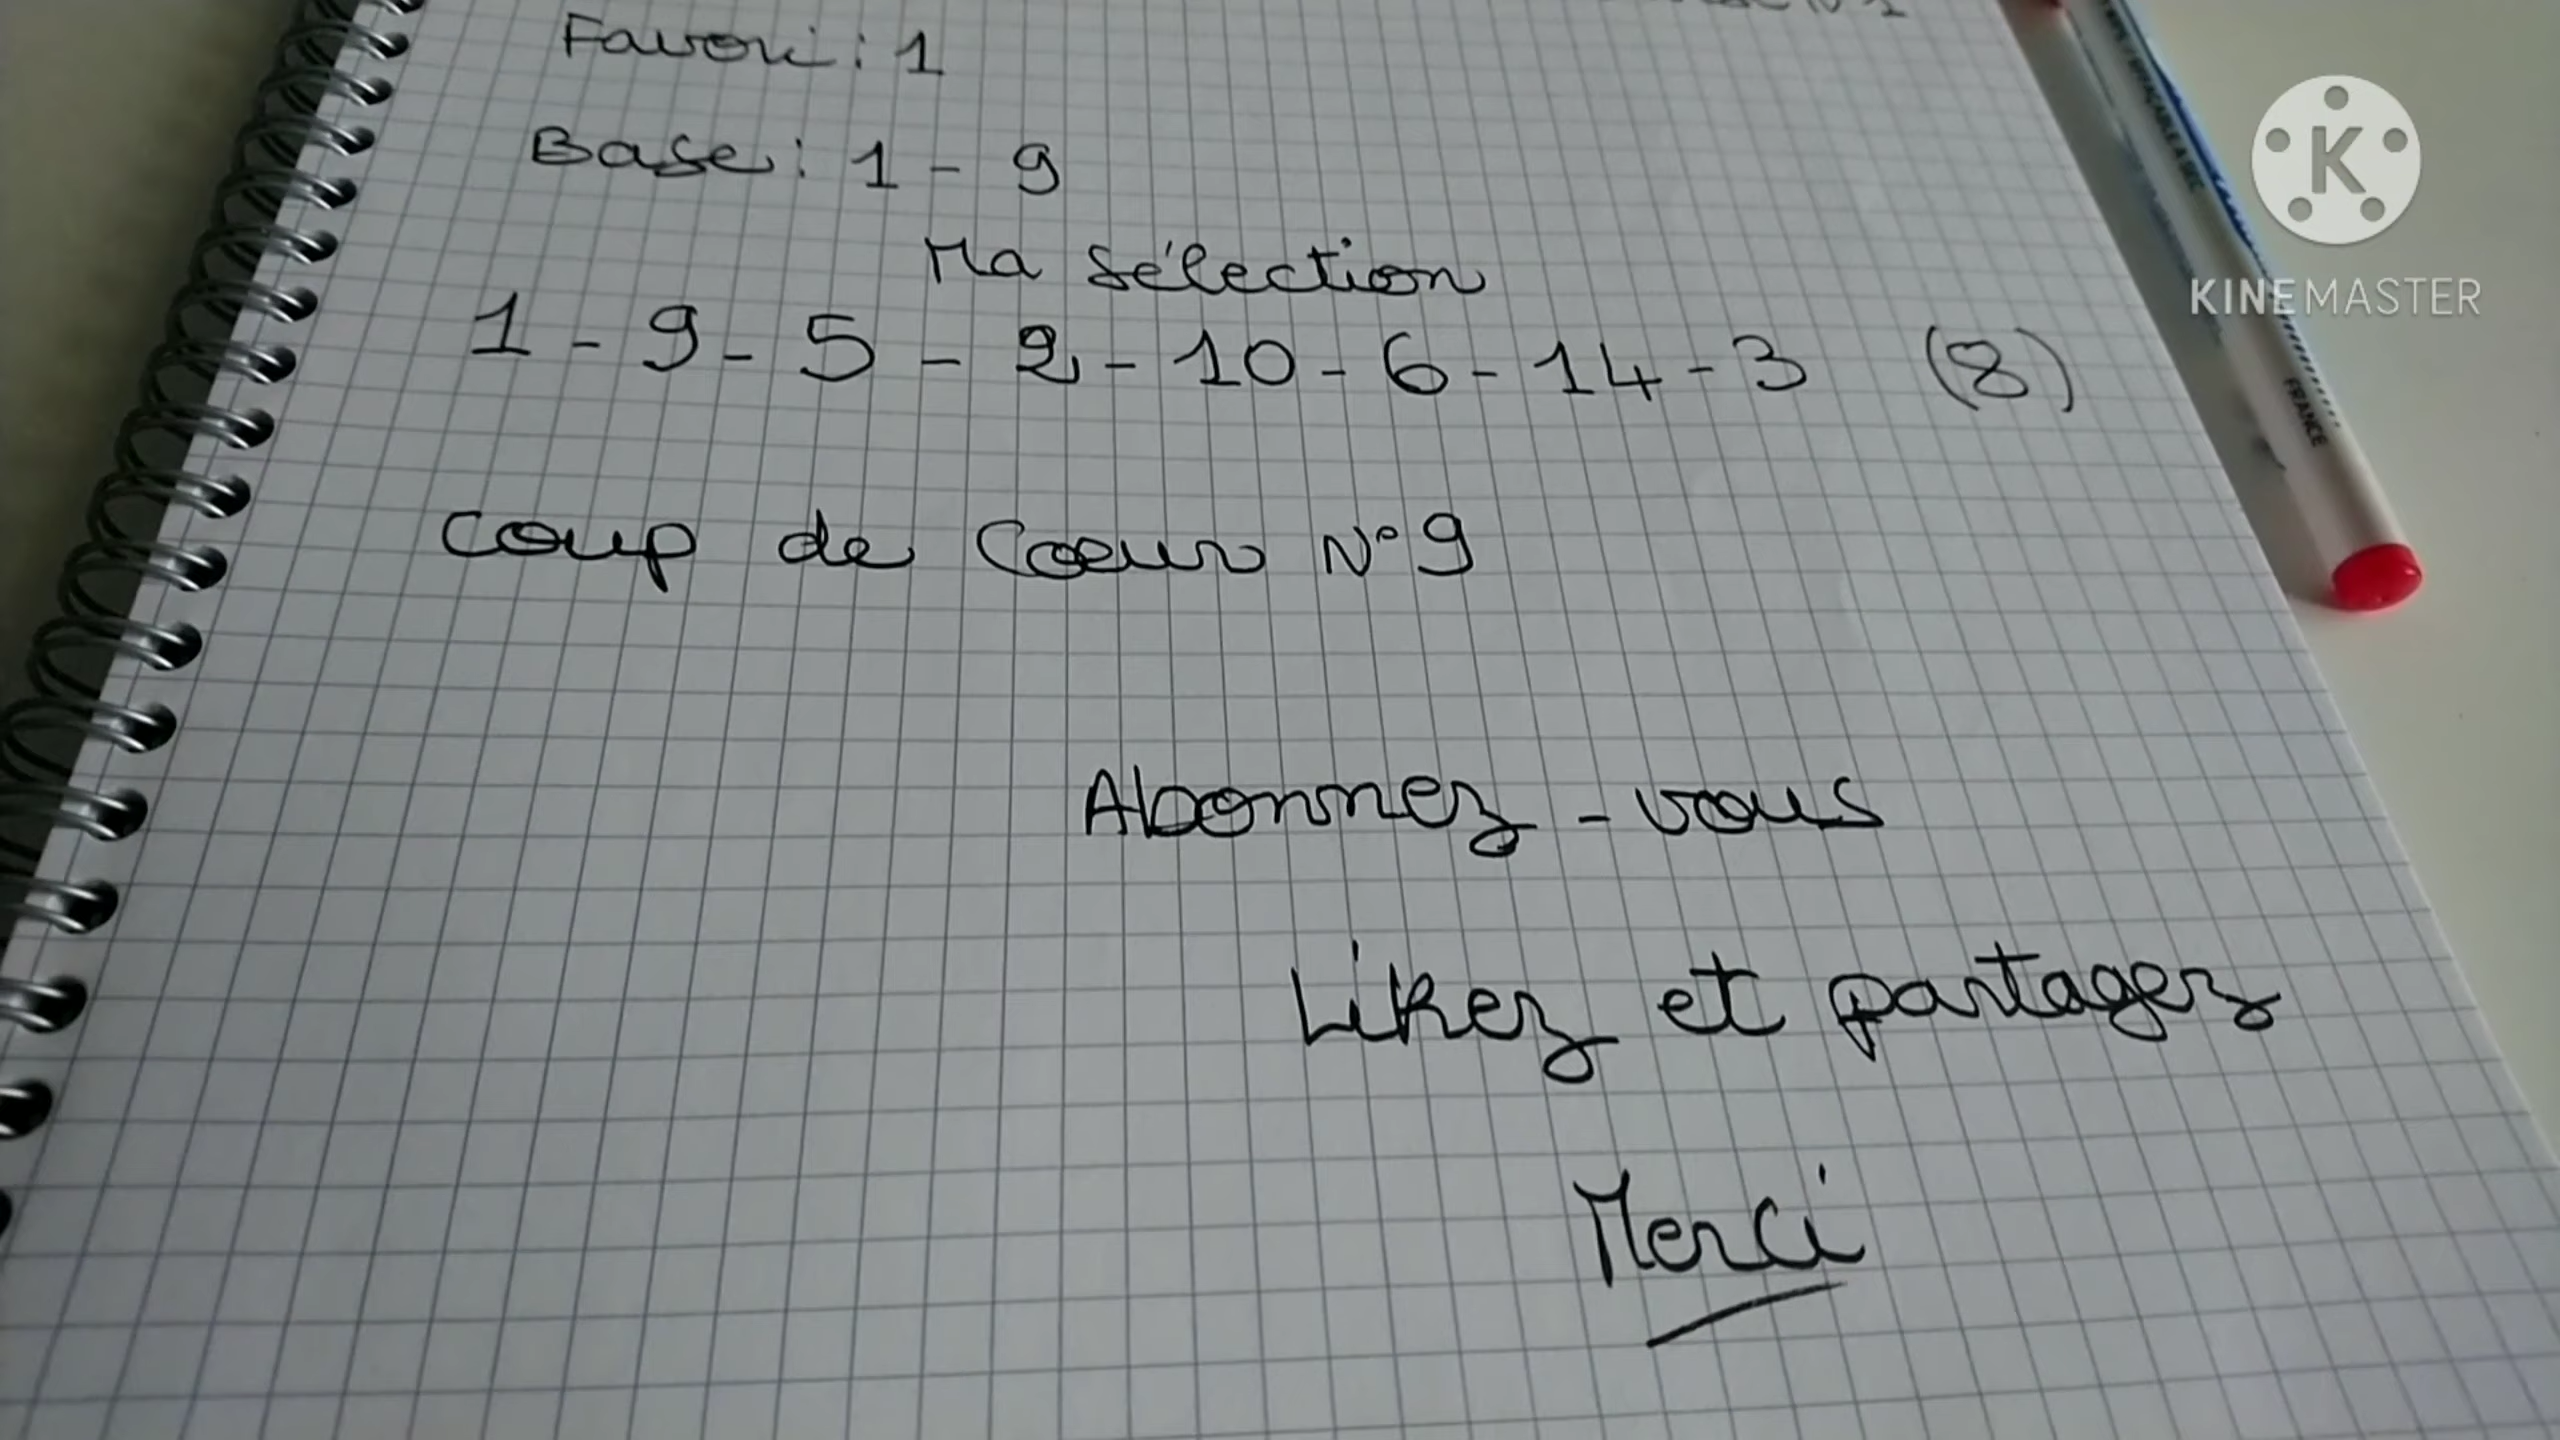 Favori : 1
Base : 1 - 9
Ma sélection
1 - 9 - 5 - 2 - 10 - 6 - 14 - 3 (8)
Coup de Coeur N° 9
Abonnez - vous
Likez et partagez
Merci
K
KINEMASTER
FRANCE